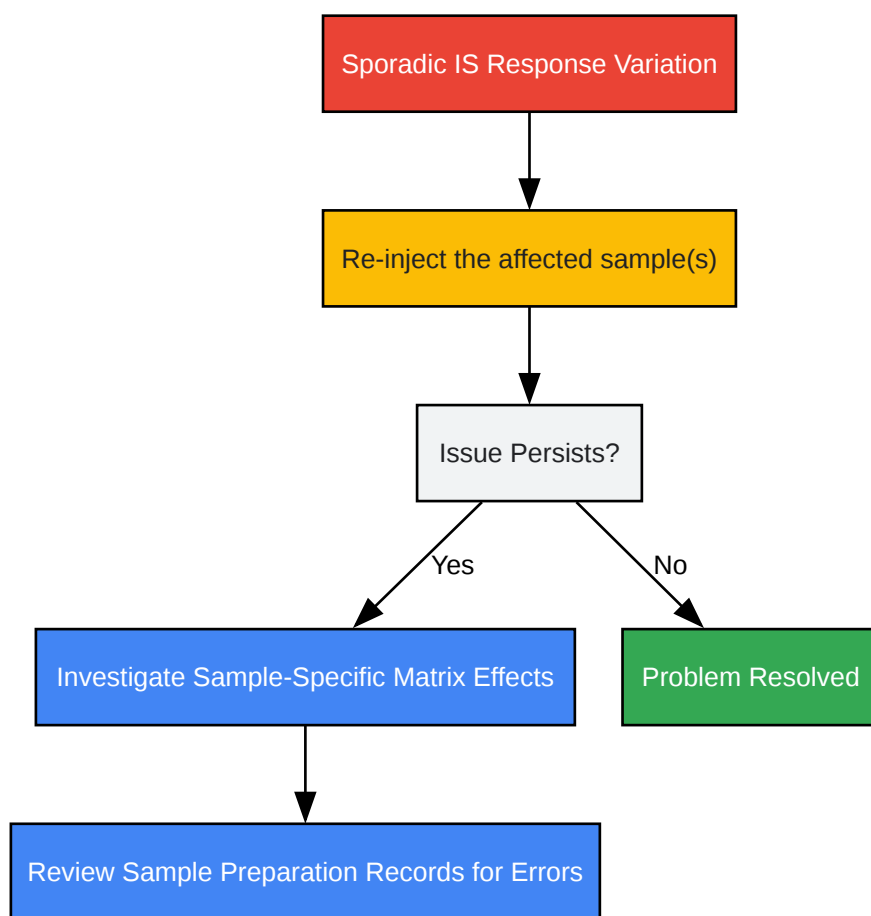 Sporadic IS Response Variation
Re-inject the affected sample(s)
Issue Persists?
Yes
No
Investigate Sample-Specific Matrix Effects
Problem Resolved
Review Sample Preparation Records for Errors